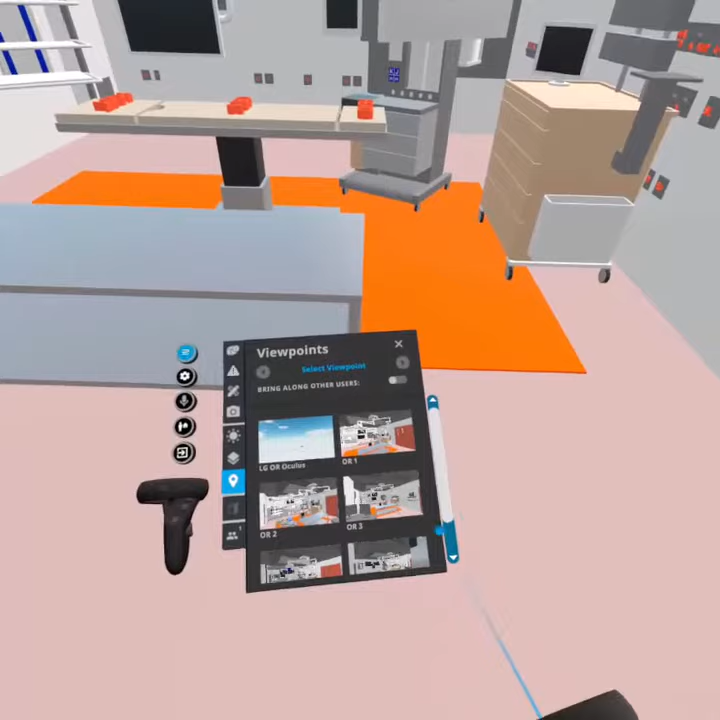 Viewpoints
Select Viewpoint
BRING ALONG OTHER USERS:
LG OR Oculus
OR 1
OR 2
OR 3